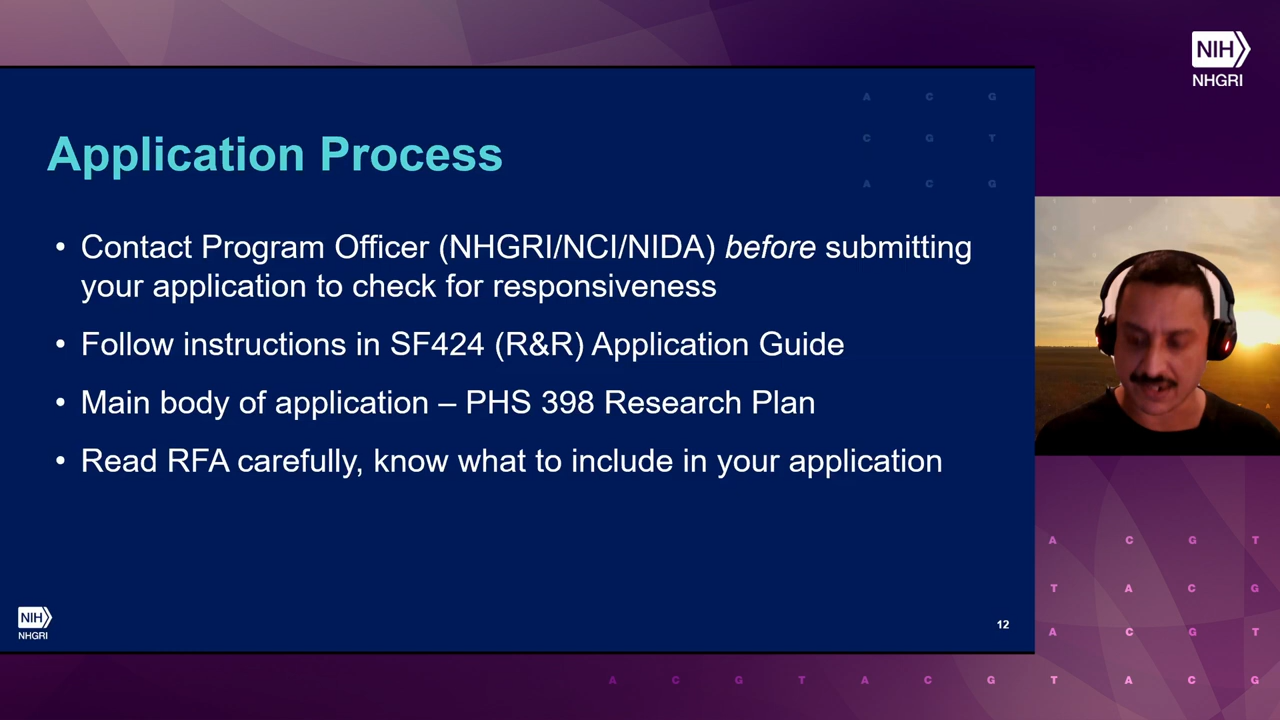 NIH
NHGRI
A C G
C G T
A C G
Application Process
• Contact Program Officer (NHGRI/NCI/NIDA) before submitting
your application to check for responsiveness
• Follow instructions in SF424 (R&R) Application Guide
• Main body of application – PHS 398 Research Plan
• Read RFA carefully, know what to include in your application
NIH
NHGRI
12
A C G T
T A C G
A C G T
A C G T A C G T A C G